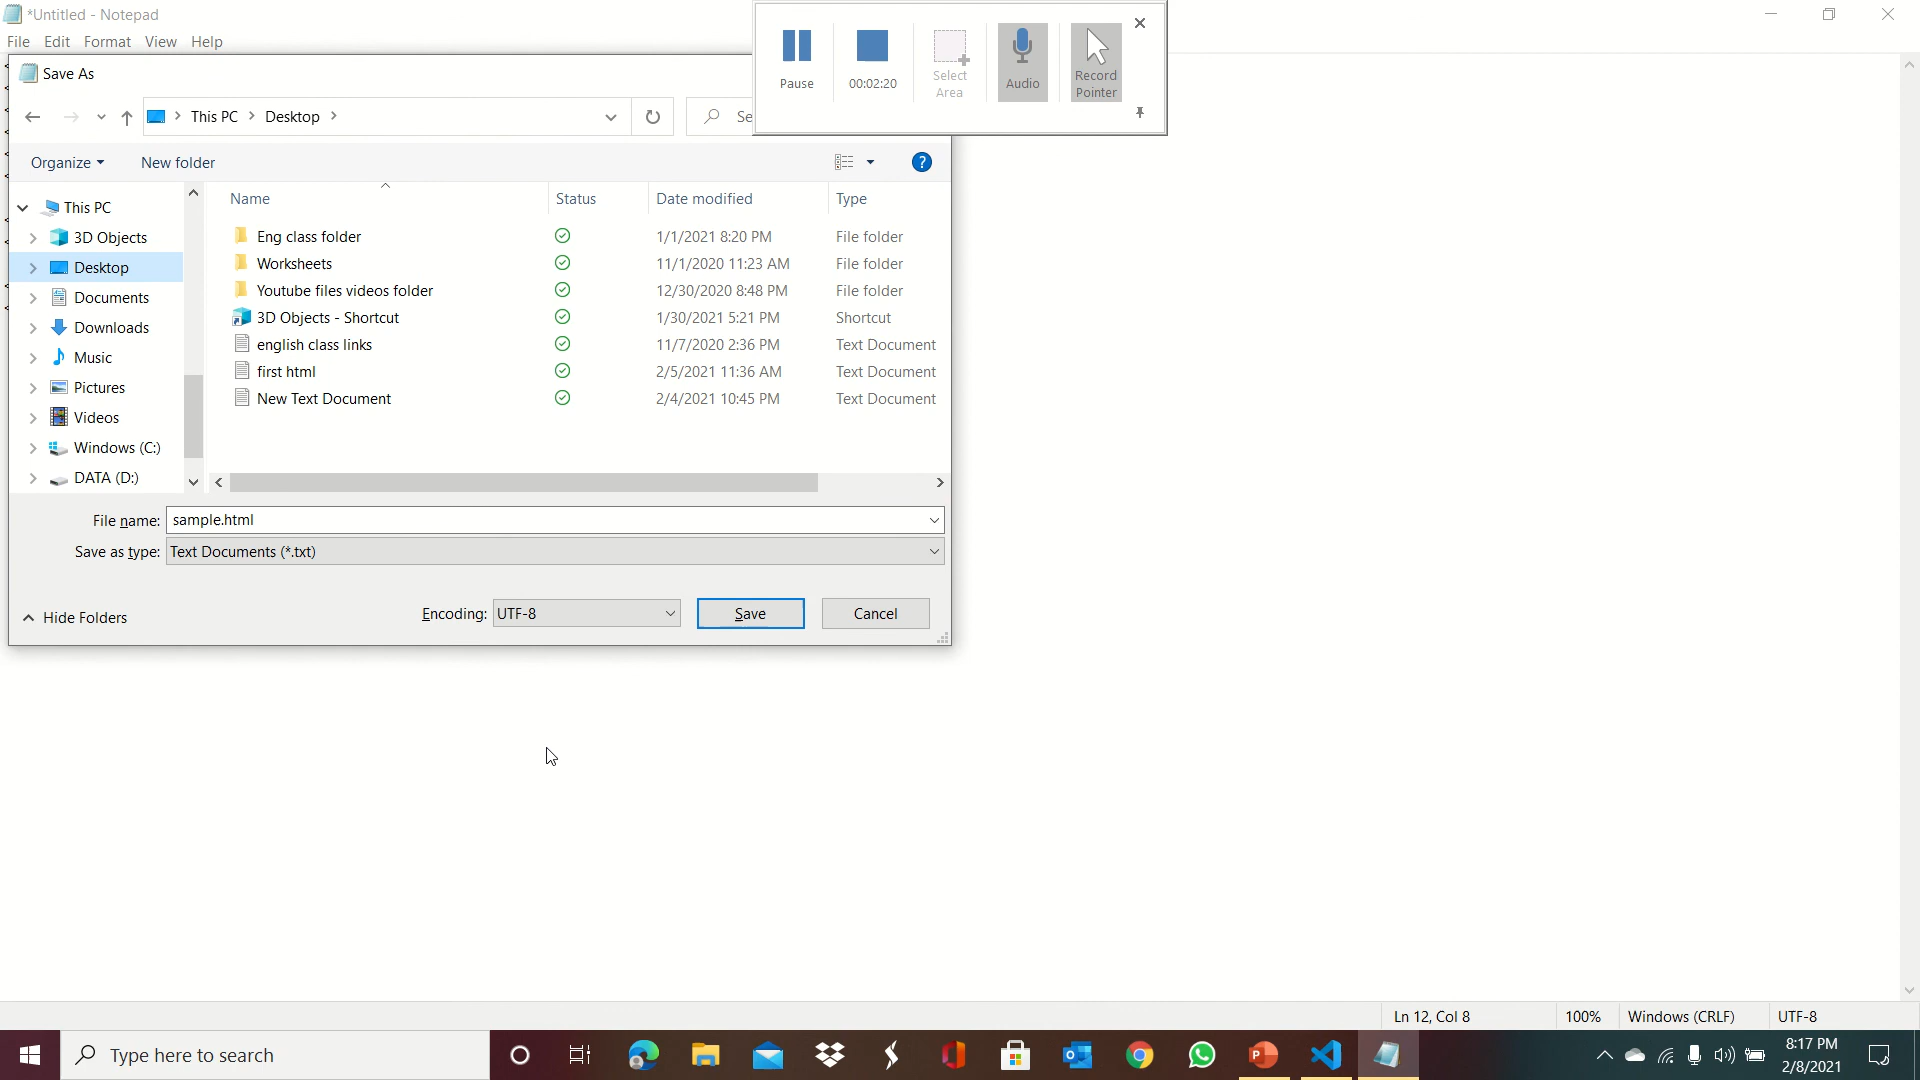 *Untitled - Notepad
File Edit Format View Help
Save As
Pause
00:02:20
Select Area
Audio
Record Pointer
This PC > Desktop >
Se
Organize New folder
Name Status Date modified Type
This PC
3D Objects
Desktop
Documents
Downloads
Music
Pictures
Videos
Windows (C:)
DATA (D:)
Eng class folder 1/1/2021 8:20 PM File folder
Worksheets 11/1/2020 11:23 AM File folder
Youtube files videos folder 12/30/2020 8:48 PM File folder
3D Objects - Shortcut 1/30/2021 5:21 PM Shortcut
english class links 11/7/2020 2:36 PM Text Document
first html 2/5/2021 11:36 AM Text Document
New Text Document 2/4/2021 10:45 PM Text Document
File name: sample.html
Save as type: Text Documents (*.txt)
Hide Folders Encoding: UTF-8 Save Cancel
Ln 12, Col 8 100% Windows (CRLF) UTF-8
Type here to search
8:17 PM
2/8/2021